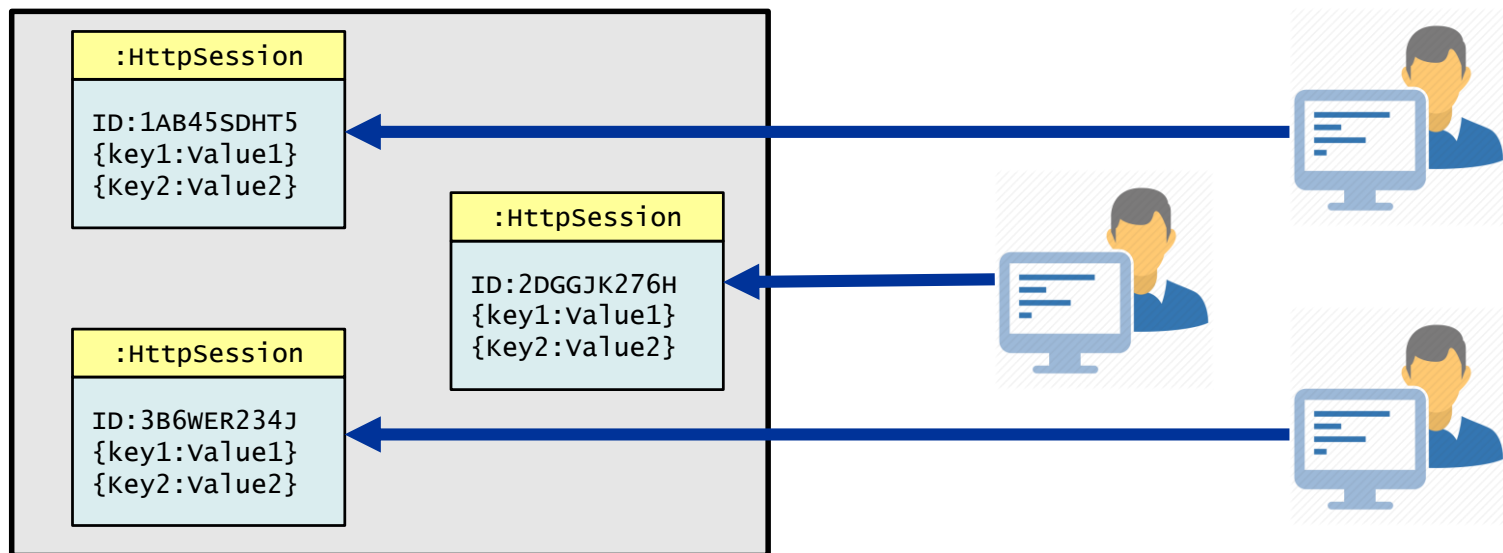 :HttpSession
ID:1AB45SDHT5
{key1:Value1}
{Key2:Value2}
:HttpSession
ID:2DGGJK276H
{key1:Value1}
{Key2:Value2}
:HttpSession
ID:3B6WER234J
{key1:Value1}
{Key2:Value2}